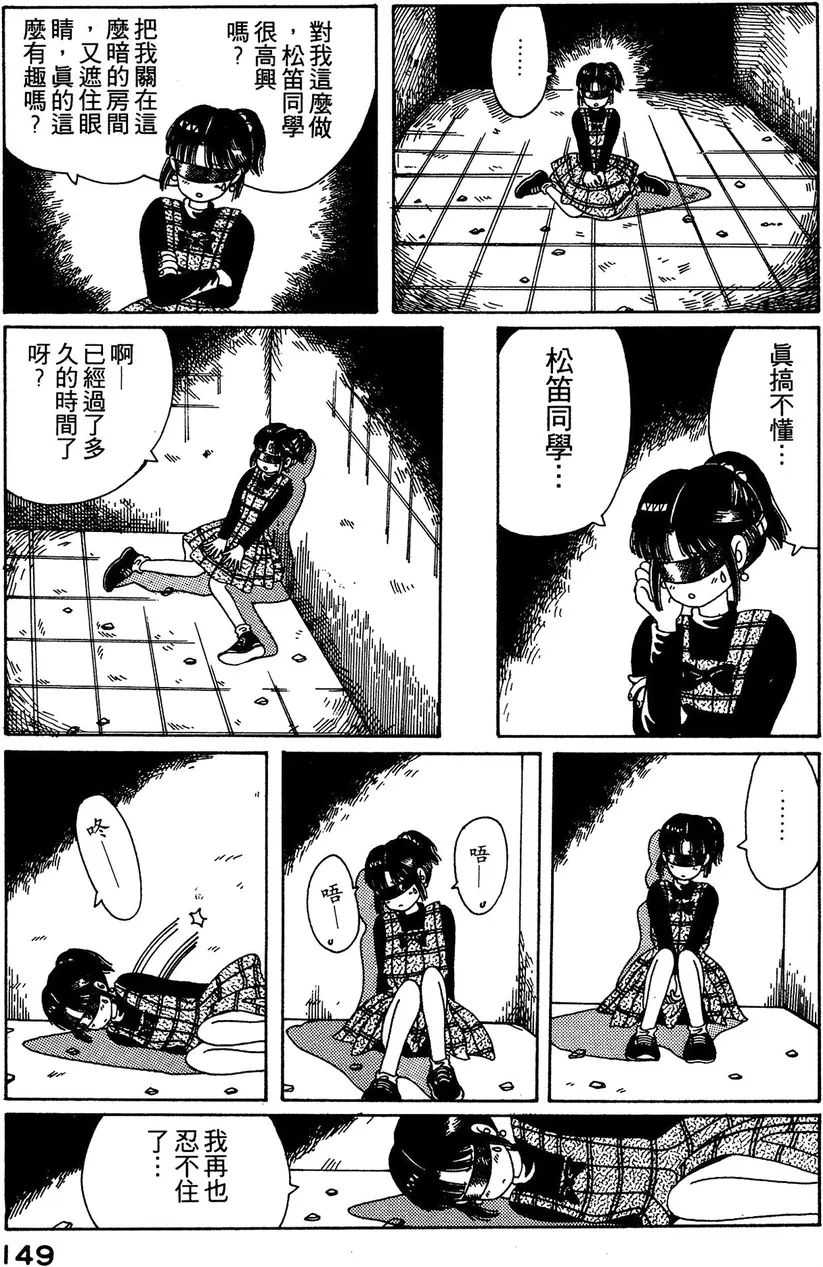 ……
對我這麼做
，松笛同學
很高興
嗎？
把我關在這
麼暗的房間
，又遮住眼
睛，眞的這
麼有趣嗎？
眞搞不懂…
松笛同學…
啊—
已經過了多
久的時間了
呀？
……
唔—
唔—
咚—
我再也
忍不住
了…
149